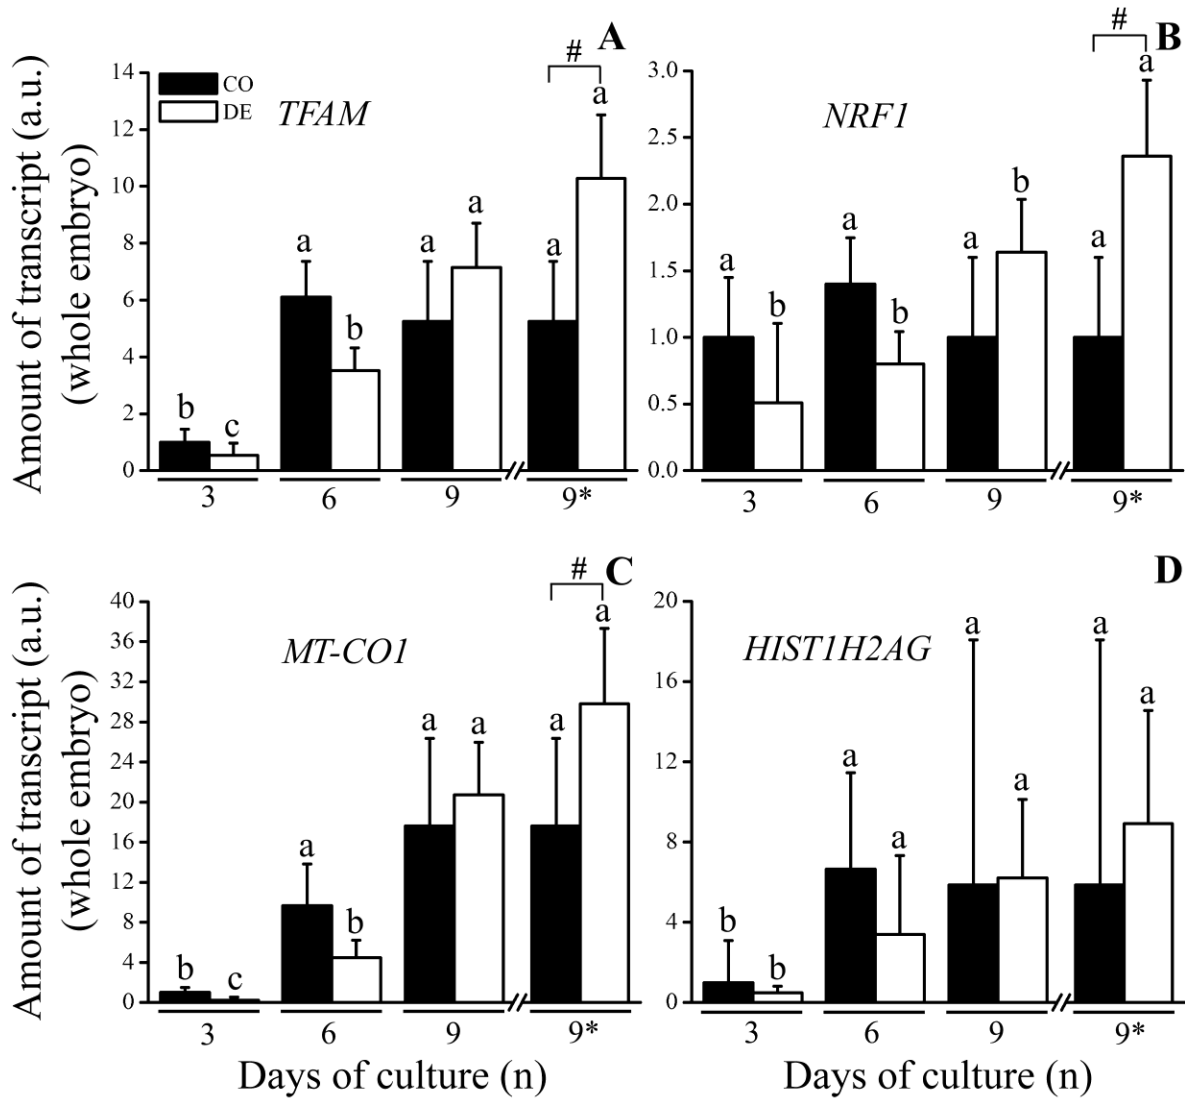 A
#
Amount of transcript (a.u.)
(whole embryo)
14
12
10
8
6
4
2
0
CO
DE
TFAM
b
c
a
b
a
a
a
a
3
6
9
9*
B
#
3.0
2.5
2.0
1.5
1.0
0.5
0.0
NRF1
a
b
a
b
a
b
a
a
3
6
9
9*
C
#
Amount of transcript (a.u.)
(whole embryo)
40
36
32
28
24
20
16
12
8
4
0
MT-CO1
b
c
a
b
a
a
a
a
3
6
9
9*
Days of culture (n)
D
20
16
12
8
4
0
HIST1H2AG
b
b
a
a
a
a
a
a
3
6
9
9*
Days of culture (n)